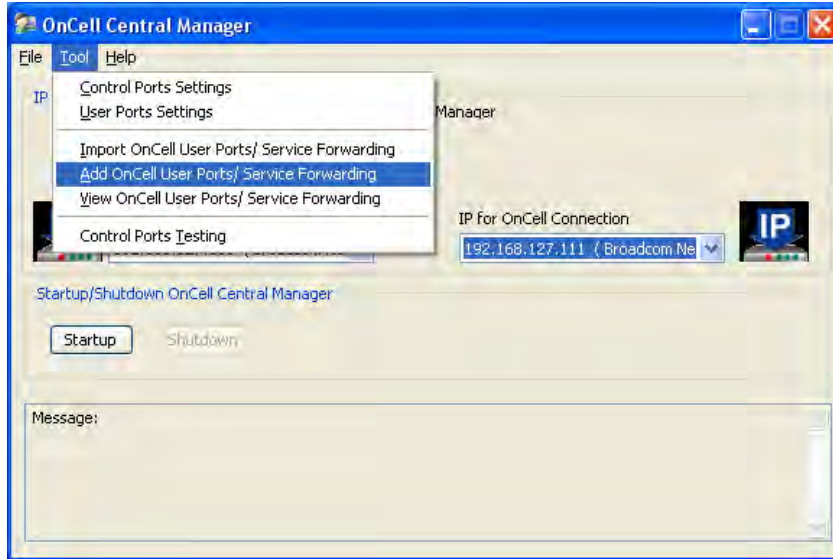 OnCell Central Manager
File Tool Help
IP
Manager
Control Ports Settings
User Ports Settings
Import OnCell User Ports/ Service Forwarding
Add OnCell User Ports/ Service Forwarding
View OnCell User Ports/ Service Forwarding
Control Ports Testing
IP for OnCell Connection
192.168.127.111 ( Broadcom Ne
IP
Startup/Shutdown OnCell Central Manager
Startup Shutdown
Message: